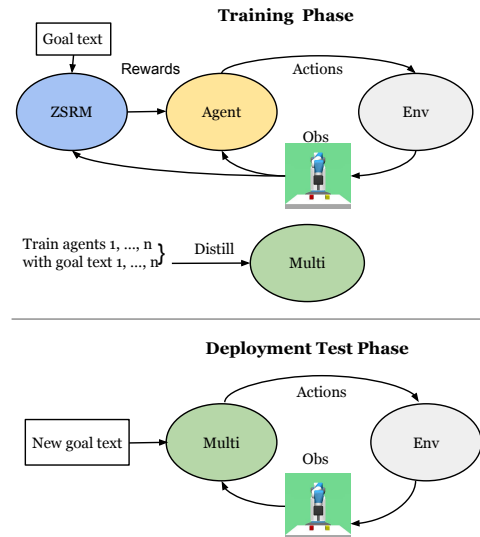 Training Phase
Goal text
Rewards
Actions
ZSRM
Agent
Env
Obs
Train agents 1, ..., n
with goal text 1, ..., n
}
Distill
Multi
Deployment Test Phase
Actions
New goal text
Multi
Env
Obs